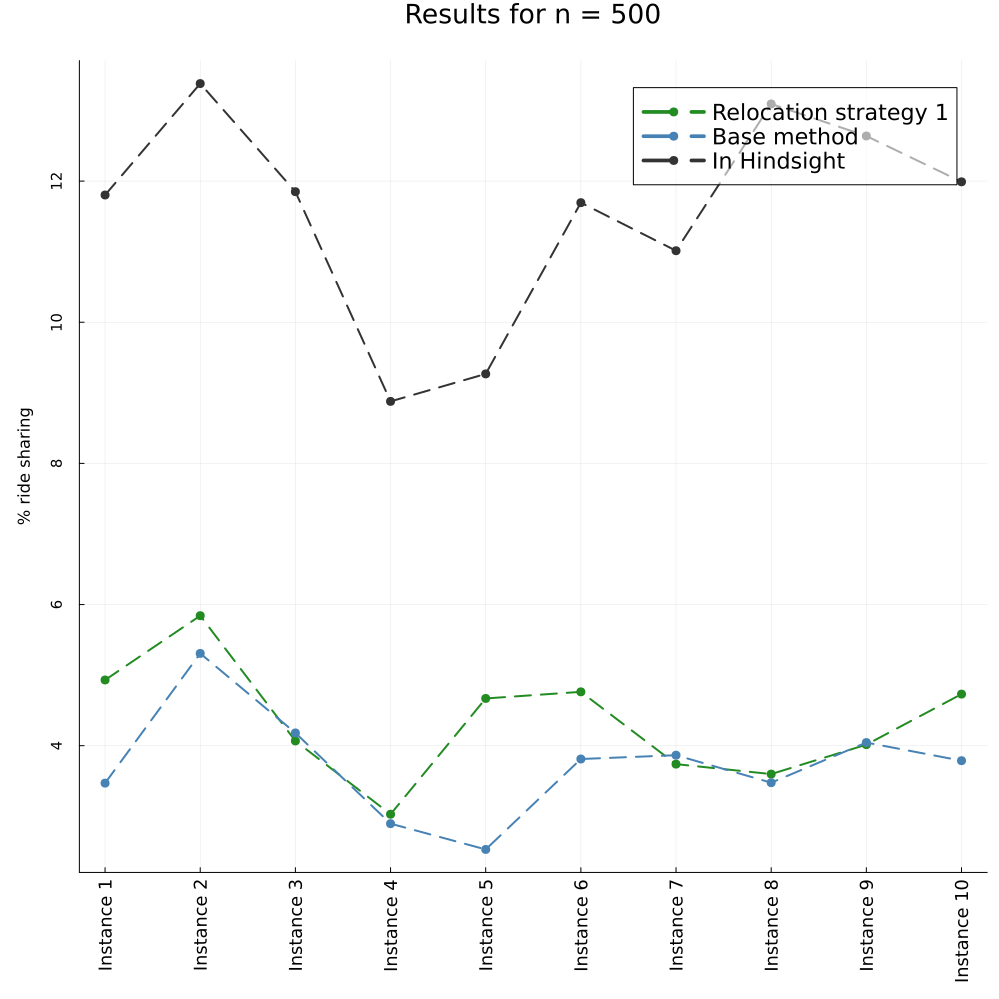 Results for n = 500
Relocation strategy 1
Base method
In Hindsight
12
10
8
6
4
% ride sharing
Instance 1
Instance 2
Instance 3
Instance 4
Instance 5
Instance 6
Instance 7
Instance 8
Instance 9
Instance 10